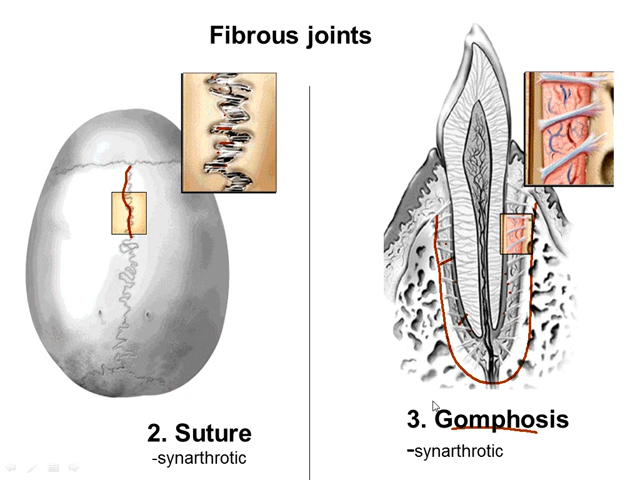 Fibrous joints
2. Suture
-synarthrotic
3. Gomphosis
-synarthrotic